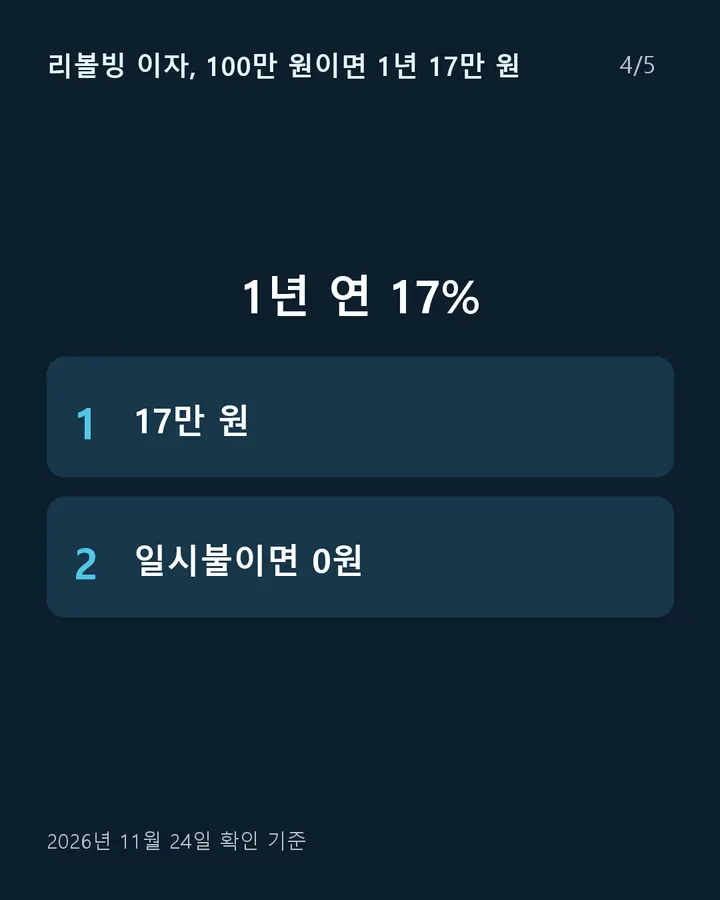 리볼빙 이자, 100만 원이면 1년 17만 원
4/5
1년 연 17%
1 17만 원
2 일시불이면 0원
2026년 11월 24일 확인 기준